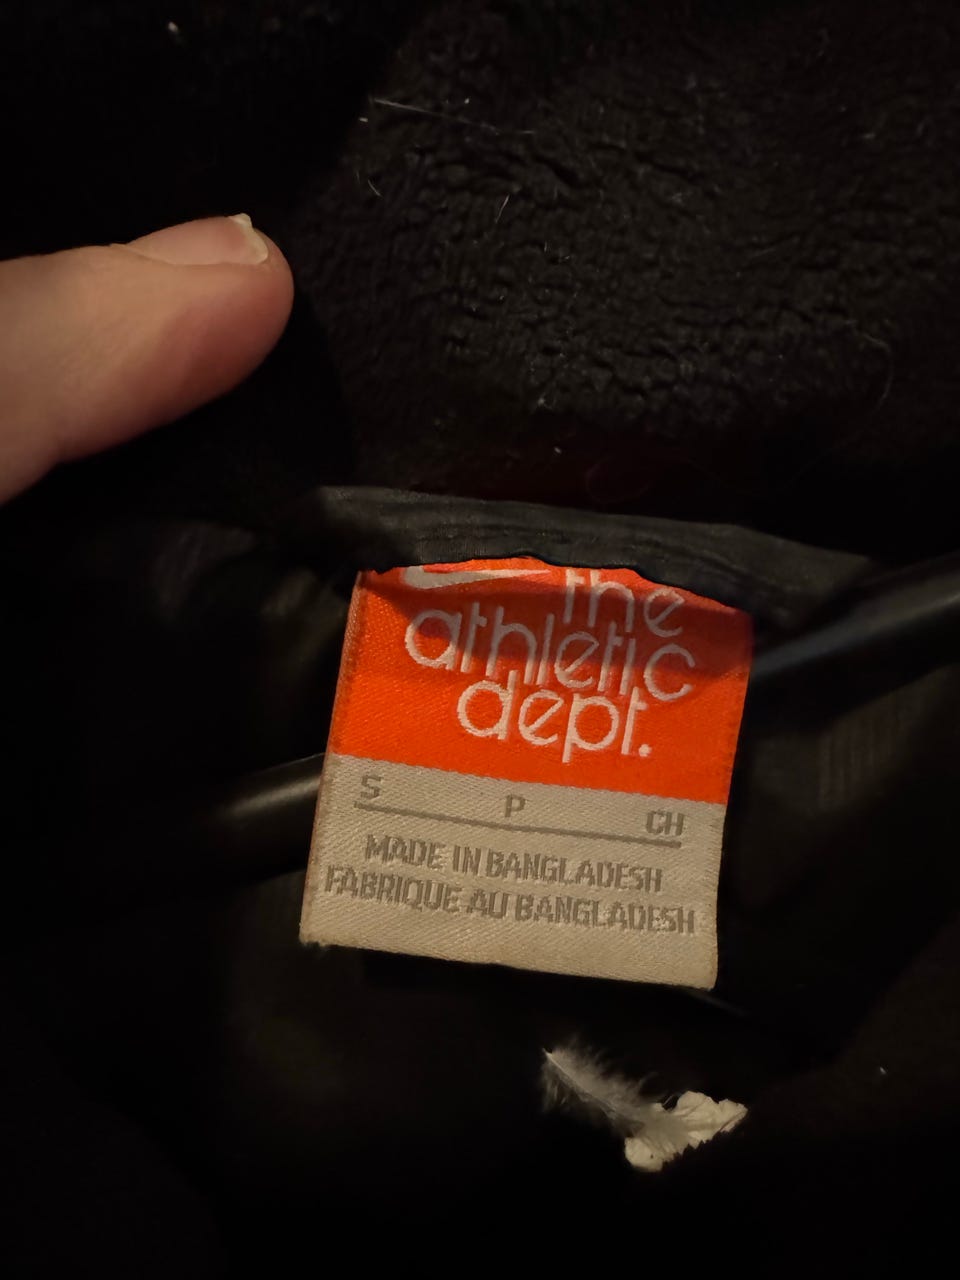 the
athletic
dept.
S P CH
MADE IN BANGLADESH
FABRIQUE AU BANGLADESH